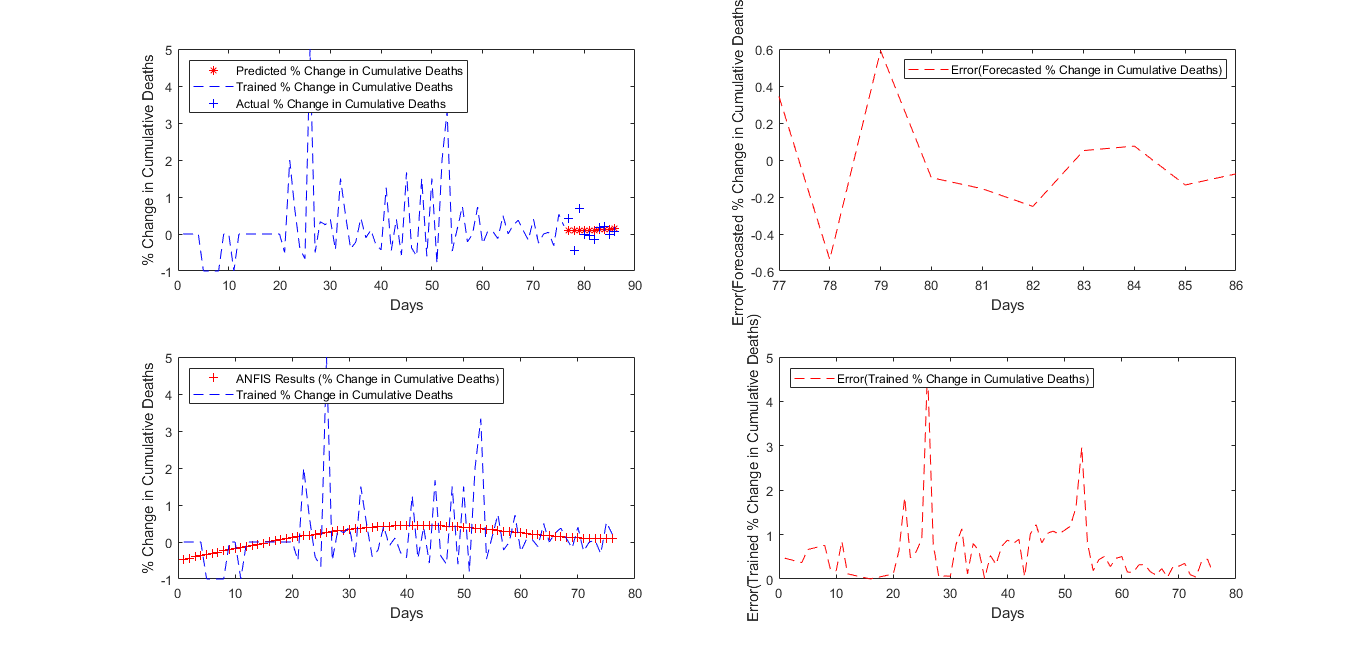 % Change in Cumulative Deaths
5
4
3
2
1
0
-1
Predicted % Change in Cumulative Deaths
Trained % Change in Cumulative Deaths
Actual % Change in Cumulative Deaths
0 10 20 30 40 50 60 70 80 90
Days
Error(Forecasted % Change in Cumulative Deaths)
0.6
0.4
0.2
0
-0.2
-0.4
-0.6
Error(Forecasted % Change in Cumulative Deaths)
77 78 79 80 81 82 83 84 85 86
Days
% Change in Cumulative Deaths
5
4
3
2
1
0
-1
ANFIS Results (% Change in Cumulative Deaths)
Trained % Change in Cumulative Deaths
0 10 20 30 40 50 60 70 80
Days
Error(Trained % Change in Cumulative Deaths)
5
4
3
2
1
0
Error(Trained % Change in Cumulative Deaths)
0 10 20 30 40 50 60 70 80
Days